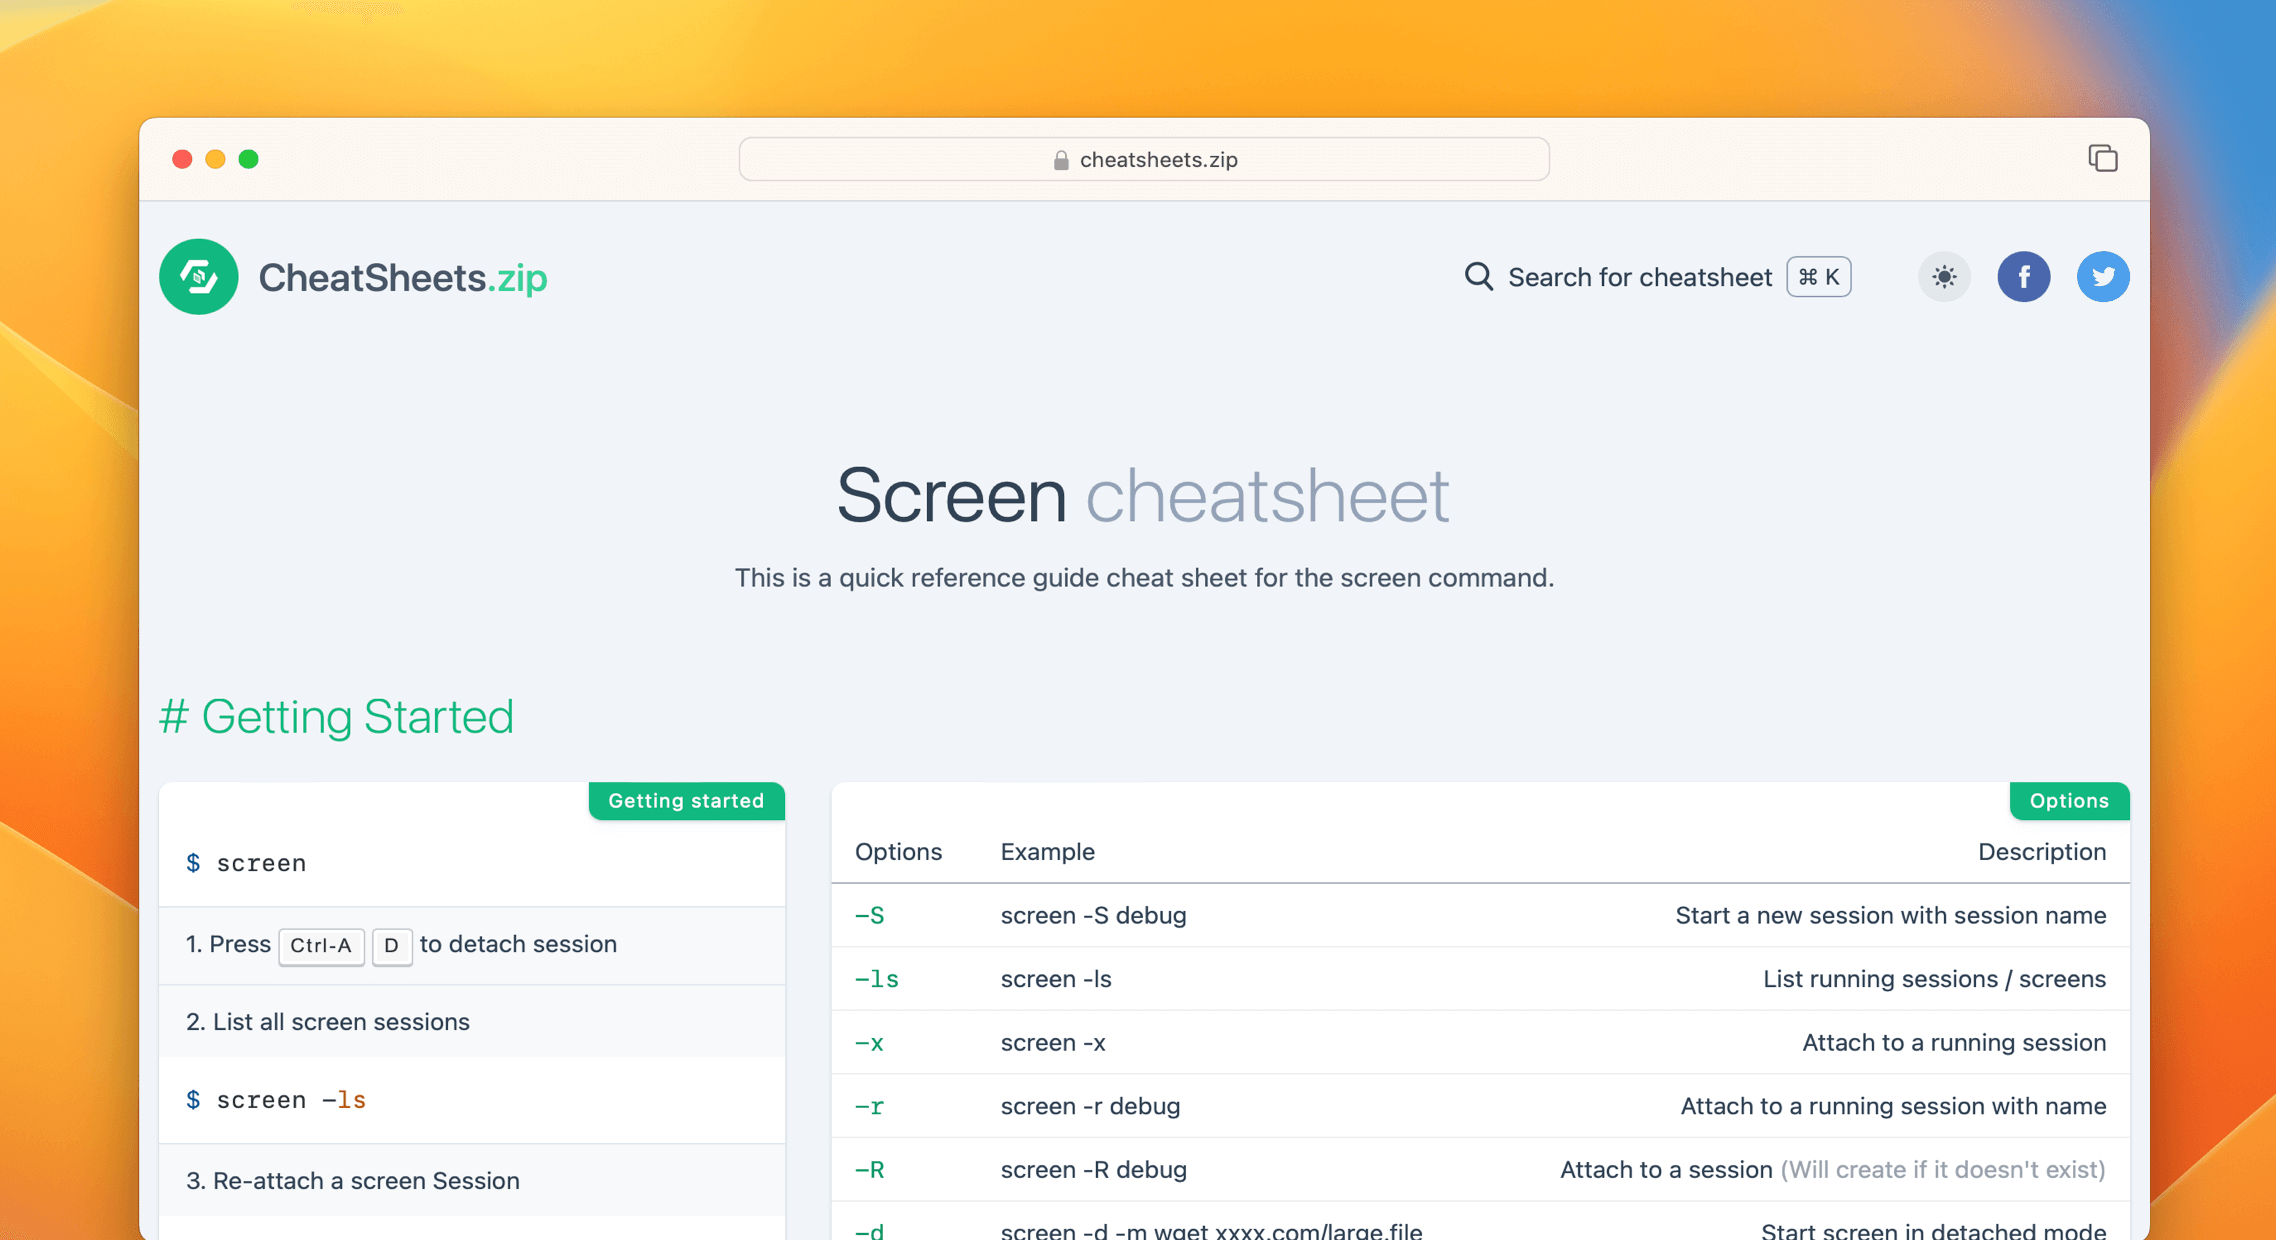 cheatsheets.zip
CheatSheets.zip
Search for cheatsheet ⌘ K
Screen cheatsheet
This is a quick reference guide cheat sheet for the screen command.
# Getting Started
Getting started
$ screen
1. Press Ctrl-A D to detach session
2. List all screen sessions
$ screen -ls
3. Re-attach a screen Session
Options
Options Example Description
-S screen -S debug Start a new session with session name
-ls screen -ls List running sessions / screens
-x screen -x Attach to a running session
-r screen -r debug Attach to a running session with name
-R screen -R debug Attach to a session (Will create if it doesn't exist)
-d screen -d -m wget xxxx.com/large.file Start screen in detached mode